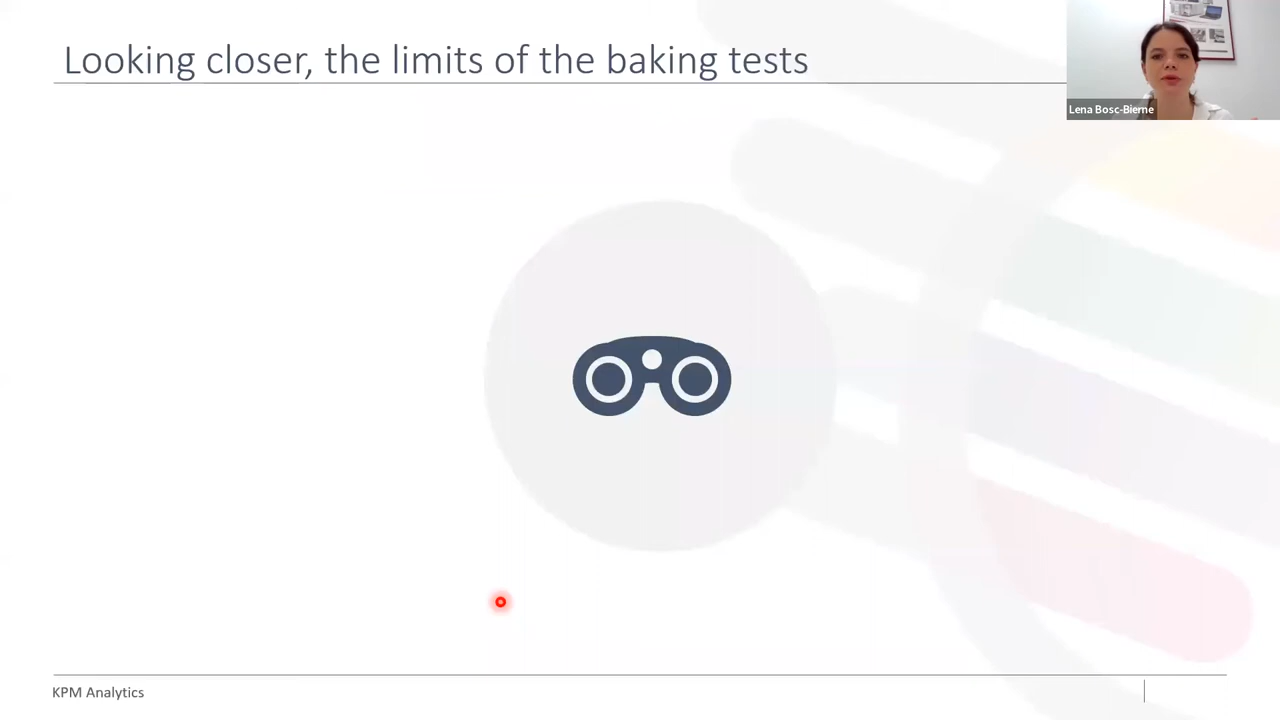 Looking closer, the limits of the baking tests
Lena Bosc-Bierne
KPM Analytics